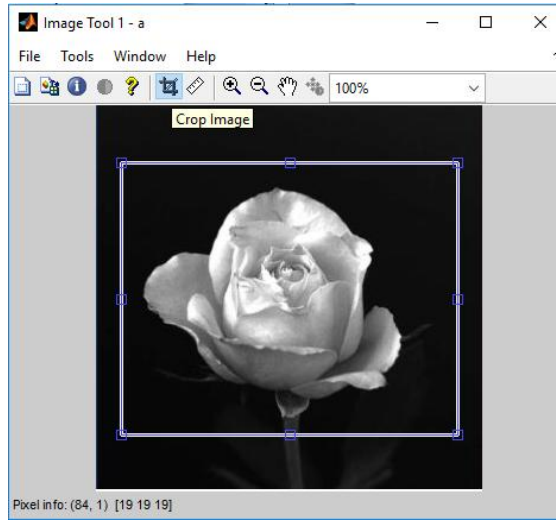 Image Tool 1 - a
File Tools Window Help
100%
Crop Image
Pixel info: (84, 1) [19 19 19]